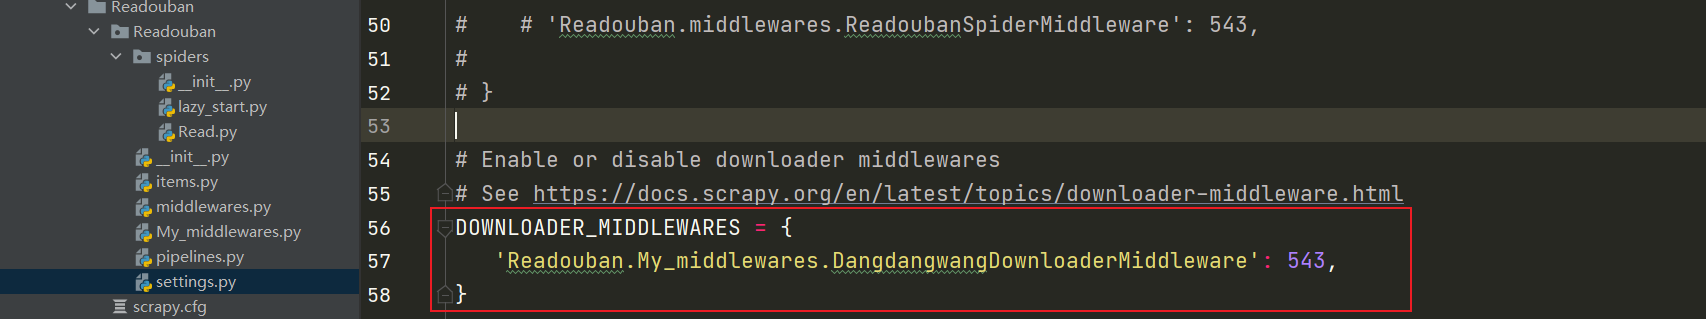 Readouban
Readouban
spiders
__init__.py
lazy_start.py
Read.py
__init__.py
items.py
middlewares.py
My_middlewares.py
pipelines.py
settings.py
scrapy.cfg
50 #    # 'Readouban.middlewares.ReadoubanSpiderMiddleware': 543,
51 #
52 # }
53
54 # Enable or disable downloader middlewares
55 # See https://docs.scrapy.org/en/latest/topics/downloader-middleware.html
56 DOWNLOADER_MIDDLEWARES = {
57    'Readouban.My_middlewares.DangdangwangDownloaderMiddleware': 543,
58 }